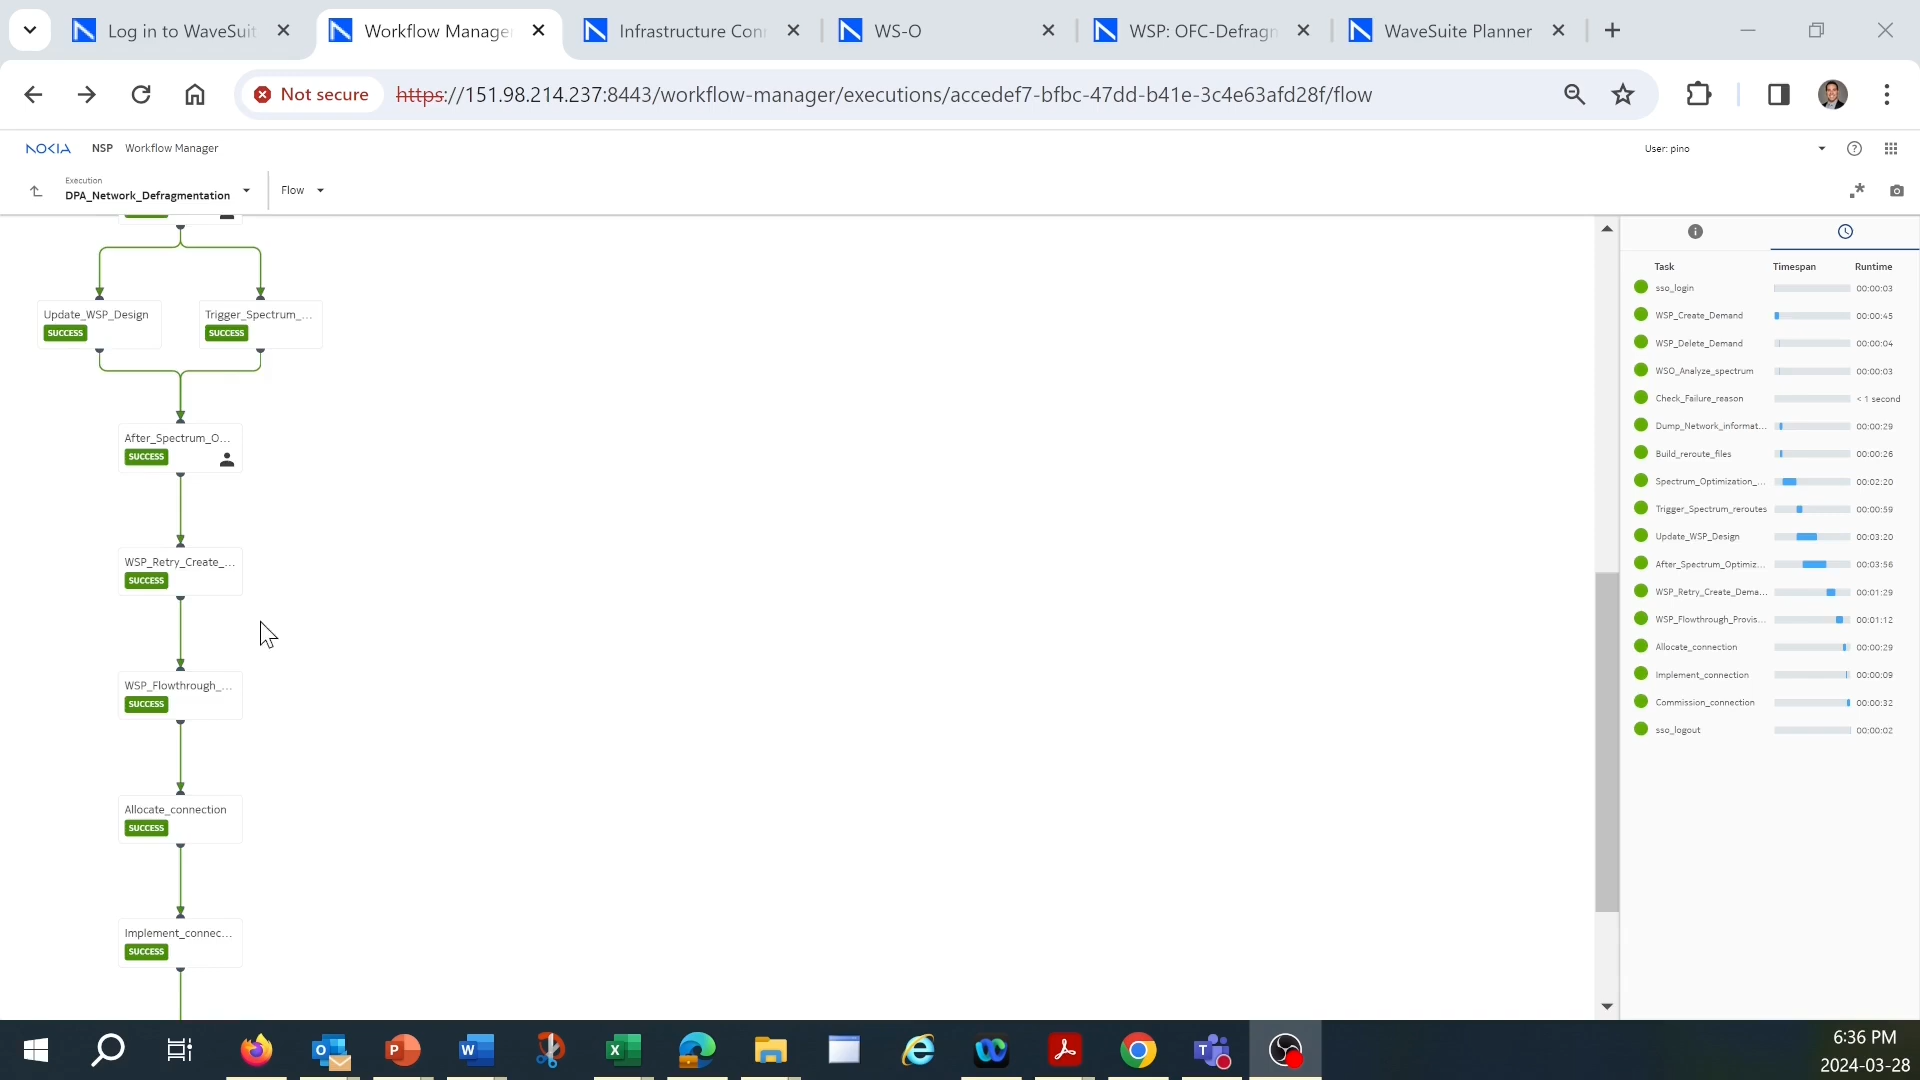 Log in to WaveSuit
Workflow Manage
Infrastructure Con
WS-O
WSP: OFC-Defragn
WaveSuite Planner
Not secure
https://151.98.214.237:8443/workflow-manager/executions/accedef7-bfbc-47dd-b41e-3c4e63afd28f/flow
NOKIA NSP Workflow Manager
User: pino
Execution
DPA_Network_Defragmentation
Flow
Update_WSP_Design
SUCCESS
Trigger_Spectrum_...
SUCCESS
After_Spectrum_O...
SUCCESS
WSP_Retry_Create_...
SUCCESS
WSP_Flowthrough_...
SUCCESS
Allocate_connection
SUCCESS
Implement_connec...
SUCCESS
Task Timespan Runtime
sso_login 00:00:03
WSP_Create_Demand 00:00:45
WSP_Delete_Demand 00:00:04
WSO_Analyze_spectrum 00:00:03
Check_Failure_reason < 1 second
Dump_Network_informat... 00:00:29
Build_reroute_files 00:00:26
Spectrum_Optimization_... 00:02:20
Trigger_Spectrum_reroutes 00:00:59
Update_WSP_Design 00:03:20
After_Spectrum_Optimiz... 00:03:56
WSP_Retry_Create_Dema... 00:01:29
WSP_Flowthrough_Provis... 00:01:12
Allocate_connection 00:00:29
Implement_connection 00:00:09
Commission_connection 00:00:32
sso_logout 00:00:02
6:36 PM
2024-03-28